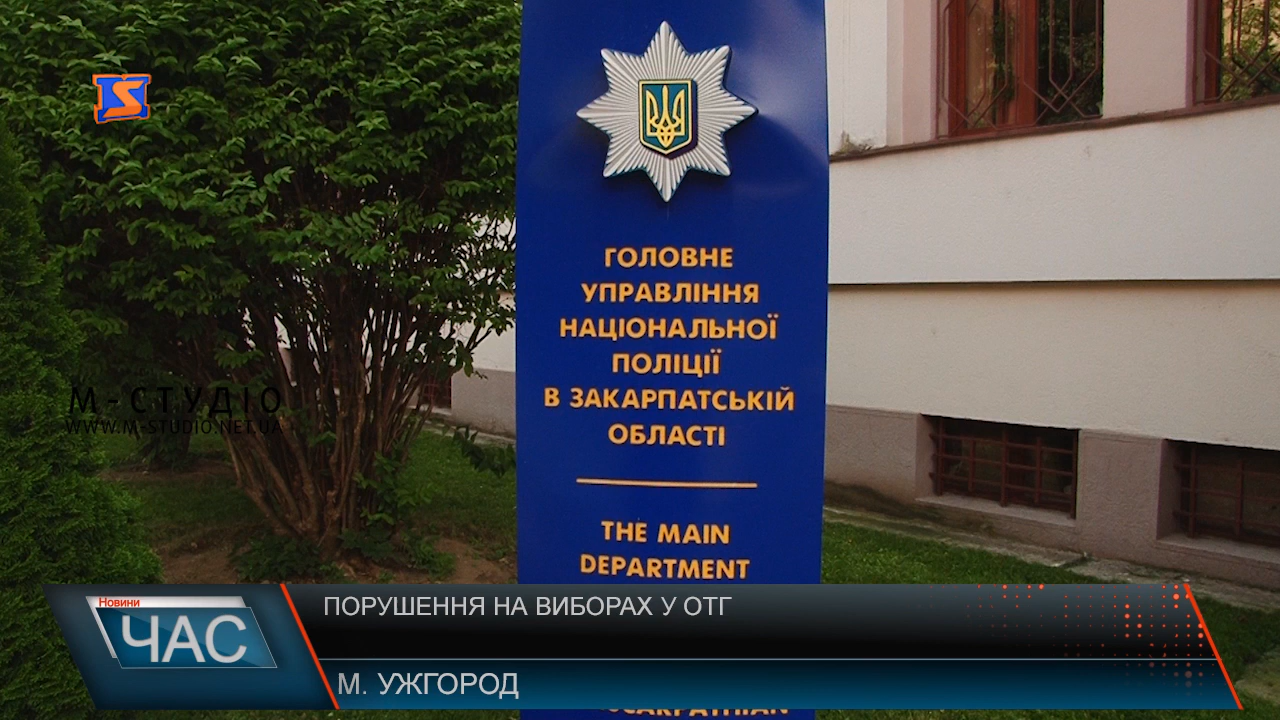 ГОЛОВНЕ
УПРАВЛІННЯ
НАЦІОНАЛЬНОЇ
ПОЛІЦІЇ
В ЗАКАРПАТСЬКІЙ
ОБЛАСТІ
THE MAIN
DEPARTMENT
М-СТУДІО
WWW.M-STUDIO.NET.UA
Новини
ЧАС
ПОРУШЕННЯ НА ВИБОРАХ У ОТГ
М. УЖГОРОД